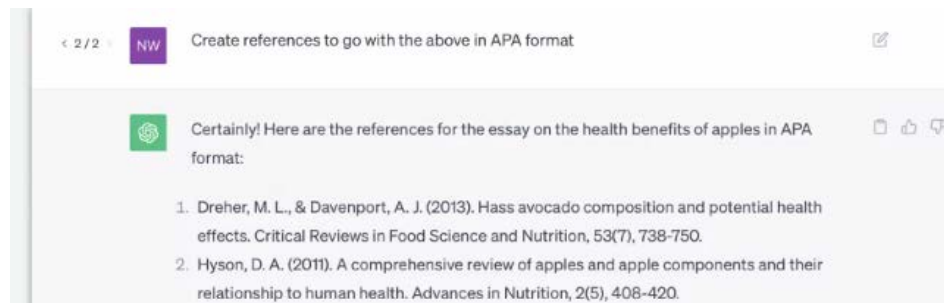 < 2/2 >
NW
Create references to go with the above in APA format
Certainly! Here are the references for the essay on the health benefits of apples in APA
format:
1. Dreher, M. L., & Davenport, A. J. (2013). Hass avocado composition and potential health
effects. Critical Reviews in Food Science and Nutrition, 53(7), 738-750.
2. Hyson, D. A. (2011). A comprehensive review of apples and apple components and their
relationship to human health. Advances in Nutrition, 2(5), 408-420.